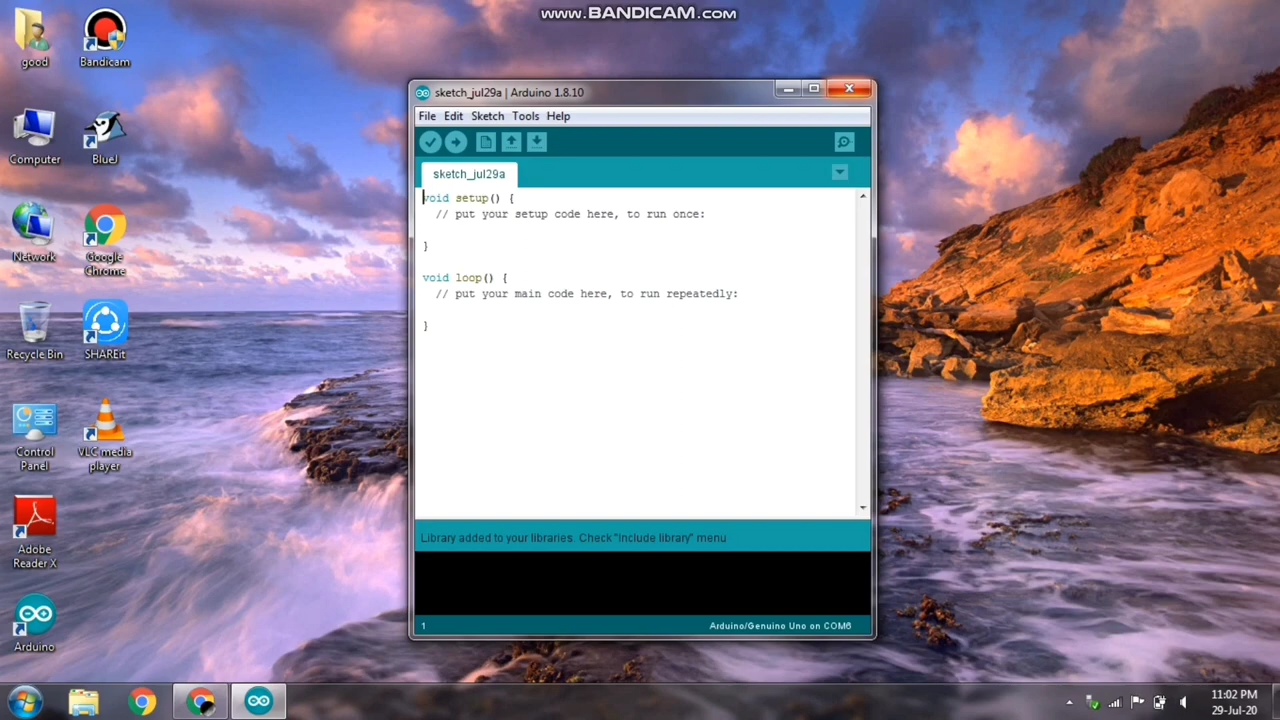 www.BANDICAM.com
good
Bandicam
Computer
BlueJ
Network
Google
Chrome
Recycle Bin
SHAREit
Control
Panel
VLC media
player
Adobe
Reader X
Arduino
sketch_jul29a | Arduino 1.8.10
File Edit Sketch Tools Help
sketch_jul29a
void setup() {
// put your setup code here, to run once:
}
void loop() {
// put your main code here, to run repeatedly:
}
Library added to your libraries. Check "Include library" menu
1
Arduino/Genuino Uno on COM6
11:02 PM
29-Jul-20